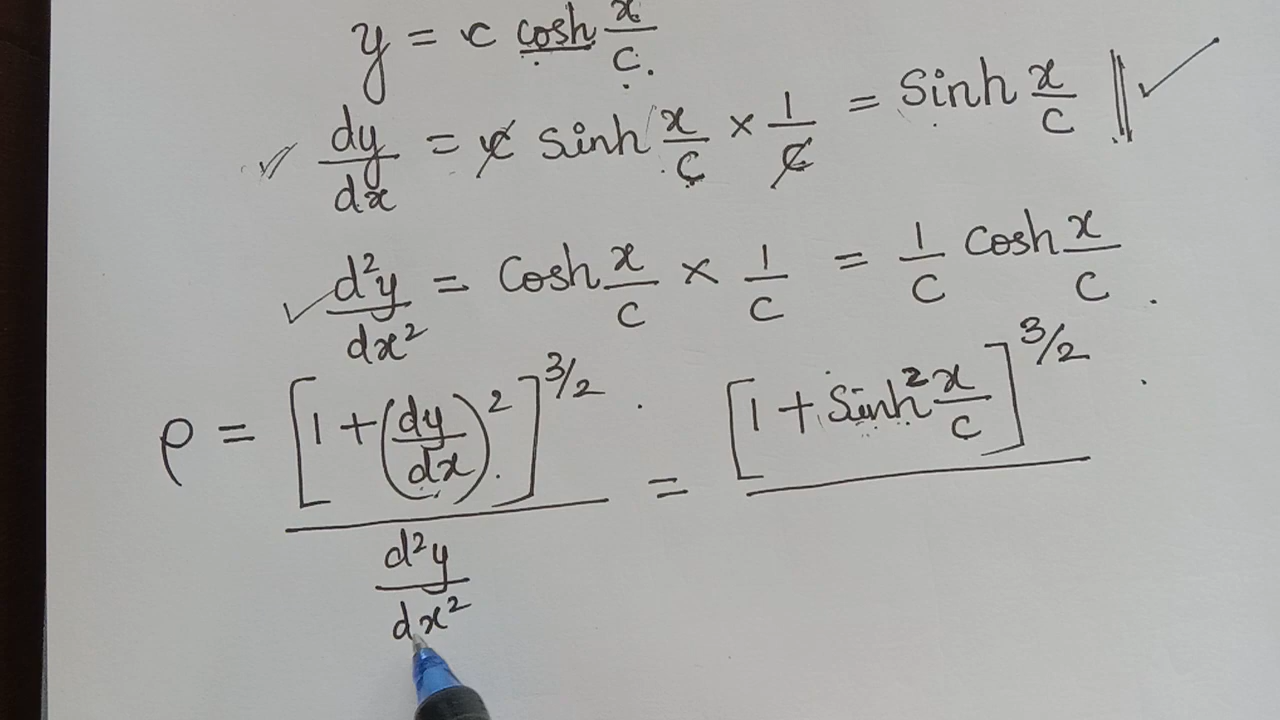 y = c cosh x/c.
dy/dx = c sinh x/c × 1/c = Sinh x/c
d²y/dx² = Cosh x/c × 1/c = 1/c Cosh x/c.
ρ = [1 + (dy/dx)²]^3/2 / d²y/dx² = [1 + Sinh² x/c]^3/2